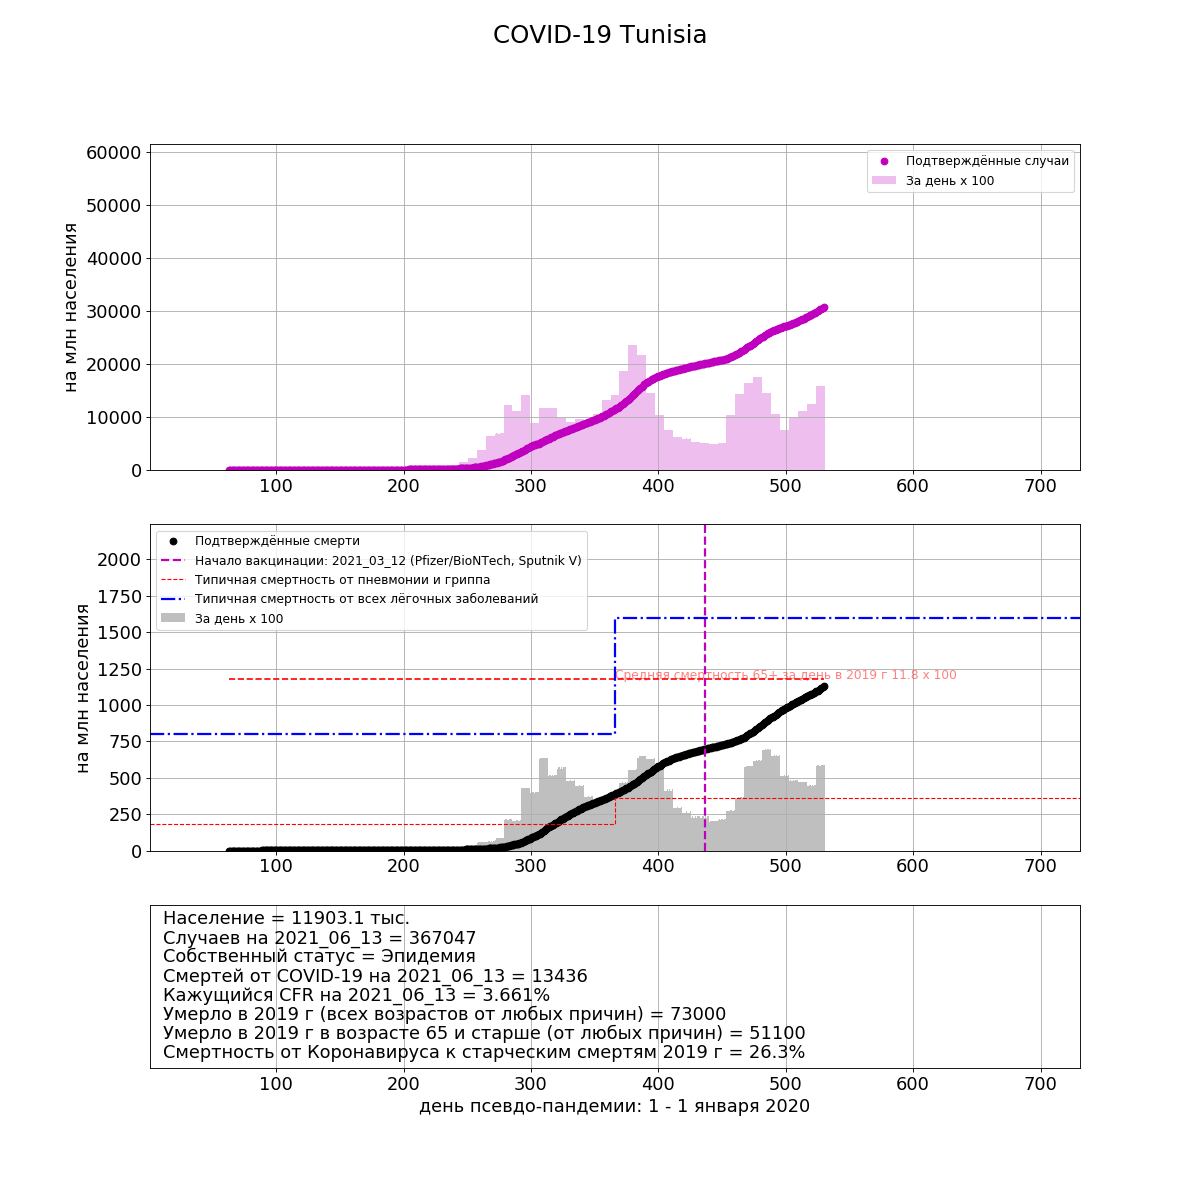 COVID-19 Tunisia
60000
50000
40000
30000
20000
10000
0
на млн населения
Подтверждённые случаи
За день x 100
100 200 300 400 500 600 700
2000
1750
1500
1250
1000
750
500
250
0
на млн населения
Подтверждённые смерти
Начало вакцинации: 2021_03_12 (Pfizer/BioNTech, Sputnik V)
Типичная смертность от пневмонии и гриппа
Типичная смертность от всех лёгочных заболеваний
За день x 100
Средняя смертность 65+ за день в 2019 г 11.8 x 100
100 200 300 400 500 600 700
Население = 11903.1 тыс.
Случаев на 2021_06_13 = 367047
Собственный статус = Эпидемия
Смертей от COVID-19 на 2021_06_13 = 13436
Кажущийся CFR на 2021_06_13 = 3.661%
Умерло в 2019 г (всех возрастов от любых причин) = 73000
Умерло в 2019 г в возрасте 65 и старше (от любых причин) = 51100
Смертность от Коронавируса к старческим смертям 2019 г = 26.3%
100 200 300 400 500 600 700
день псевдо-пандемии: 1 - 1 января 2020